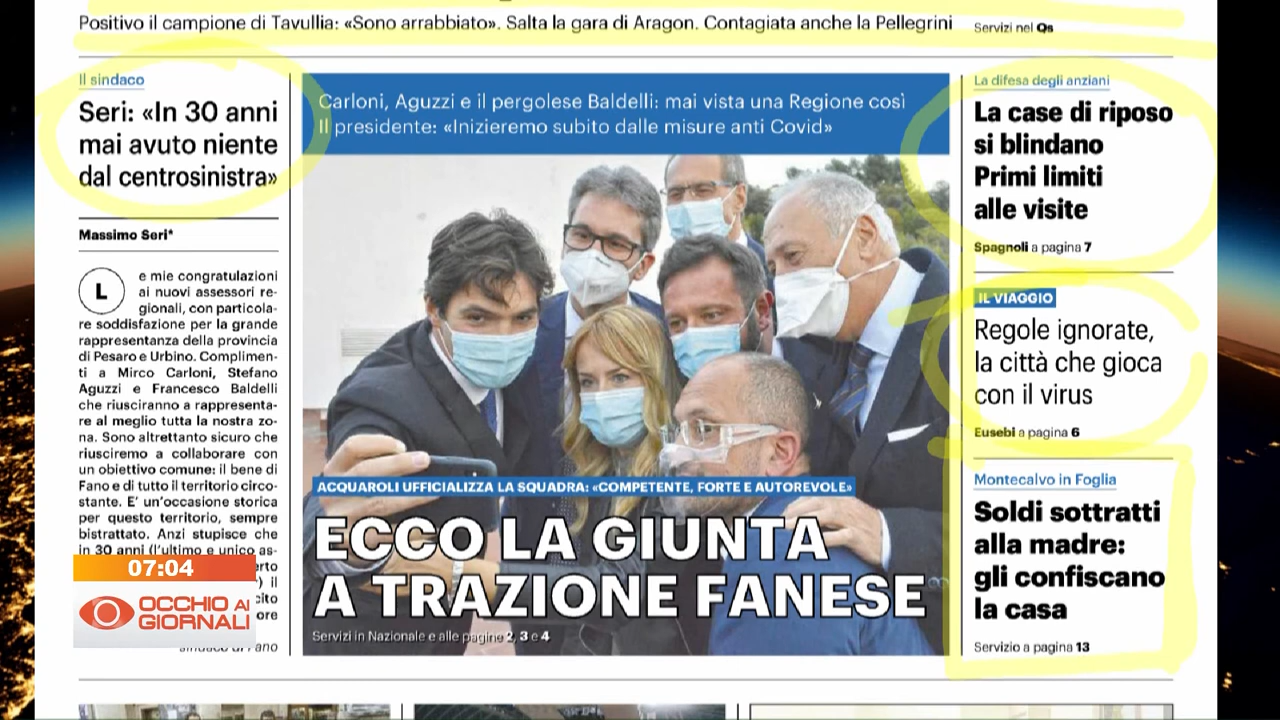 Positivo il campione di Tavullia: «Sono arrabbiato». Salta la gara di Aragon. Contagiata anche la Pellegrini
Servizi nel Qs
Il sindaco
Seri: «In 30 anni
mai avuto niente
dal centrosinistra»
Massimo Seri*
L
e mie congratulazioni
ai nuovi assessori re-
gionali, con particola-
re soddisfazione per la grande
rappresentanza della provincia
di Pesaro e Urbino. Complimen-
ti a Mirco Carloni, Stefano
Aguzzi e Francesco Baldelli
che riusciranno a rappresenta-
re al meglio tutta la nostra zo-
na. Sono altrettanto sicuro che
riusciremo a collaborare con
un obiettivo comune: il bene di
Fano e di tutto il territorio circo-
stante. E' un'occasione storica
per questo territorio, sempre
bistrattato. Anzi stupisce che
in 30 anni (l'ultimo e unico as-
erto
) il
cito
ore
07:04
OCCHIO AI
GIORNALI
Carloni, Aguzzi e il pergolese Baldelli: mai vista una Regione così
Il presidente: «Inizieremo subito dalle misure anti Covid»
ACQUAROLI UFFICIALIZZA LA SQUADRA: «COMPETENTE, FORTE E AUTOREVOLE»
ECCO LA GIUNTA
A TRAZIONE FANESE
Servizi in Nazionale e alle pagine 2, 3 e 4
La difesa degli anziani
La case di riposo
si blindano
Primi limiti
alle visite
Spagnoli a pagina 7
IL VIAGGIO
Regole ignorate,
la città che gioca
con il virus
Eusebi a pagina 6
Montecalvo in Foglia
Soldi sottratti
alla madre:
gli confiscano
la casa
Servizio a pagina 13